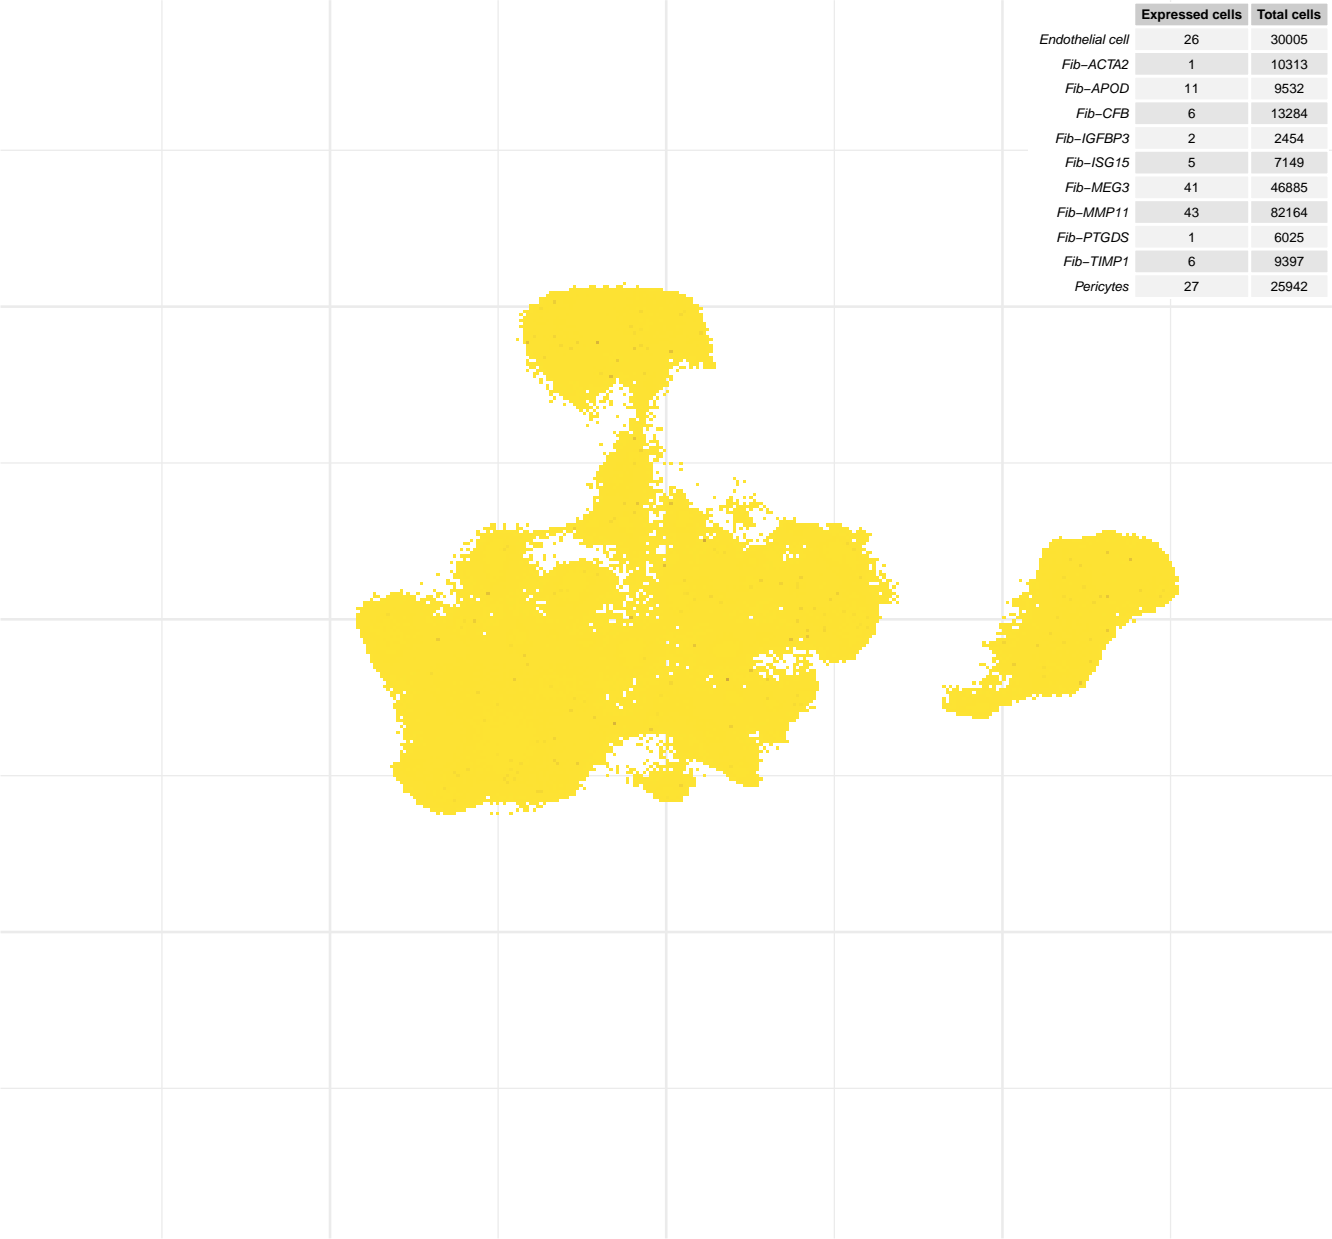 Expressed cells Total cells
Endothelial cell 26 30005
Fib−ACTA2 1 10313
Fib−APOD 11 9532
Fib−CFB 6 13284
Fib−IGFBP3 2 2454
Fib−ISG15 5 7149
Fib−MEG3 41 46885
Fib−MMP11 43 82164
Fib−PTGDS 1 6025
Fib−TIMP1 6 9397
Pericytes 27 25942